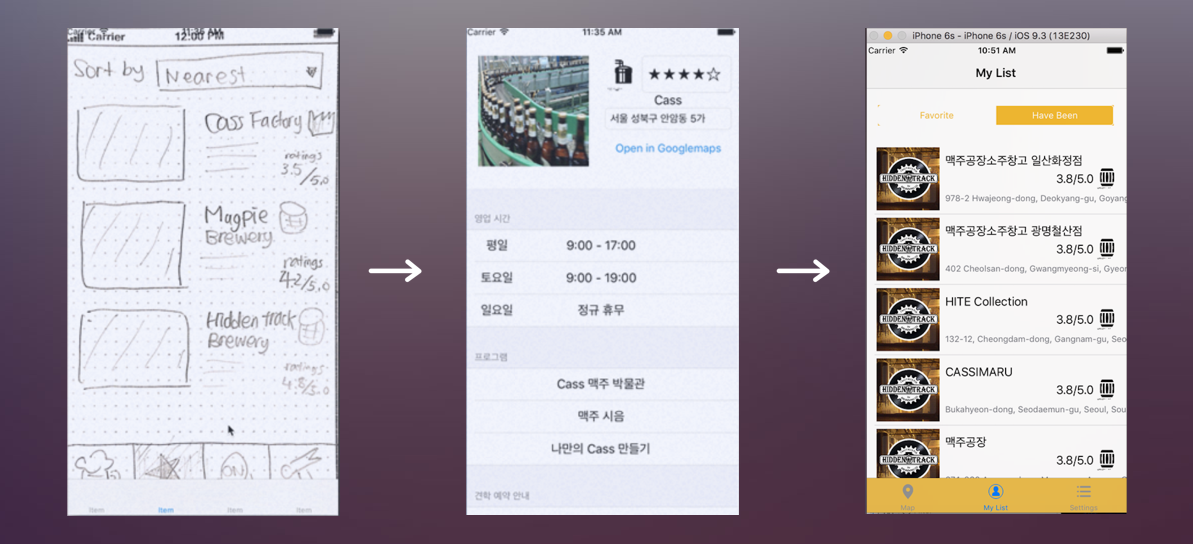 Carrier
12:00 PM
Sort by
Nearest
Cass Factory
ratings
3.5/5.0
Magpie
Brewery
ratings
4.2/5.0
Hidden track
Brewery
ratings
4.8/5.0
ON
Item
Item
Item
Item
Carrier
11:35 AM
★★★★☆
Cass
서울 성북구 안암동 5가
Open in Googlemaps
영업 시간
평일 9:00 - 17:00
토요일 9:00 - 19:00
일요일 정규 휴무
프로그램
Cass 맥주 박물관
맥주 시음
나만의 Cass 만들기
견학 예약 안내
iPhone 6s - iPhone 6s / iOS 9.3 (13E230)
Carrier
10:51 AM
My List
Favorite
Have Been
HIDDEN TRACK
맥주공장소주창고 일산화정점
3.8/5.0
978-2 Hwajeong-dong, Deokyang-gu, Goyang
HIDDEN TRACK
맥주공장소주창고 광명철산점
3.8/5.0
402 Cheolsan-dong, Gwangmyeong-si, Gyeon
HIDDEN TRACK
HITE Collection
3.8/5.0
132-12, Cheongdam-dong, Gangnam-gu, Seo
HIDDEN TRACK
CASSIMARU
3.8/5.0
Bukahyeon-dong, Seodaemun-gu, Seoul, Sou
HIDDEN TRACK
맥주공장
3.8/5.0
Map
My List
Settings